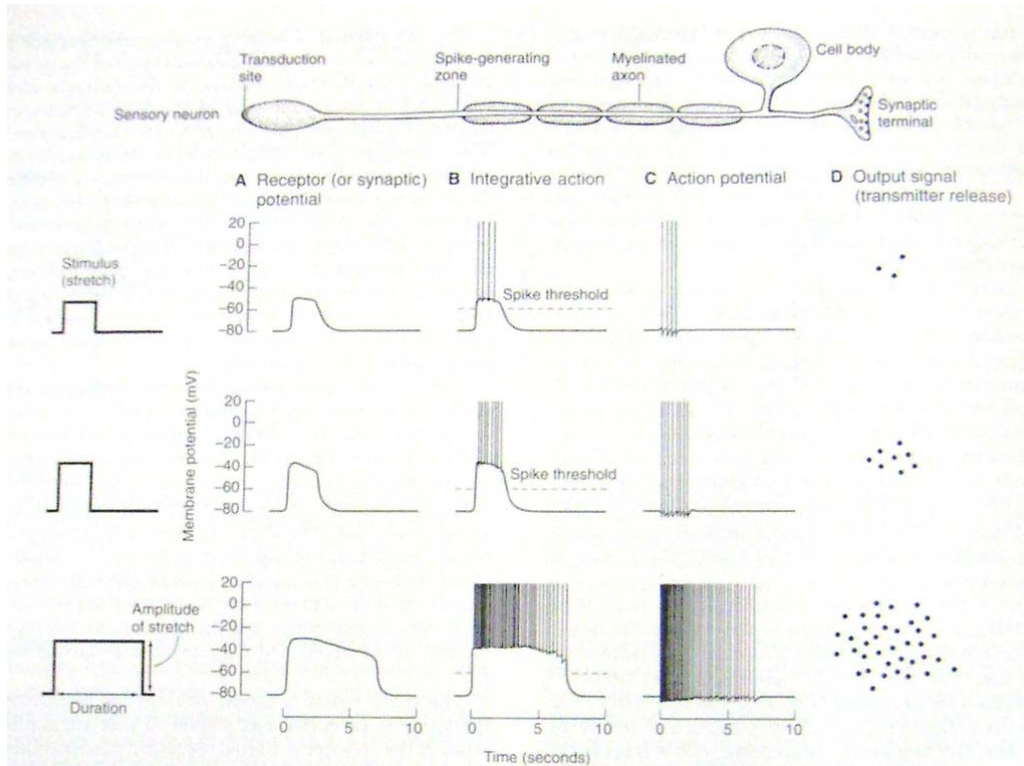 Transduction
site
Spike-generating
zone
Myelinated
axon
Cell body
Sensory neuron
Synaptic
terminal
A Receptor (or synaptic)
potential
B Integrative action
C Action potential
D Output signal
(transmitter release)
Stimulus
(stretch)
20
0
−20
−40
−60
−80
Spike threshold
Membrane potential (mV)
20
0
−20
−40
−60
−80
Spike threshold
Amplitude
of stretch
Duration
20
0
−20
−40
−60
−80
0 5 10
0 5 10
0 5 10
Time (seconds)